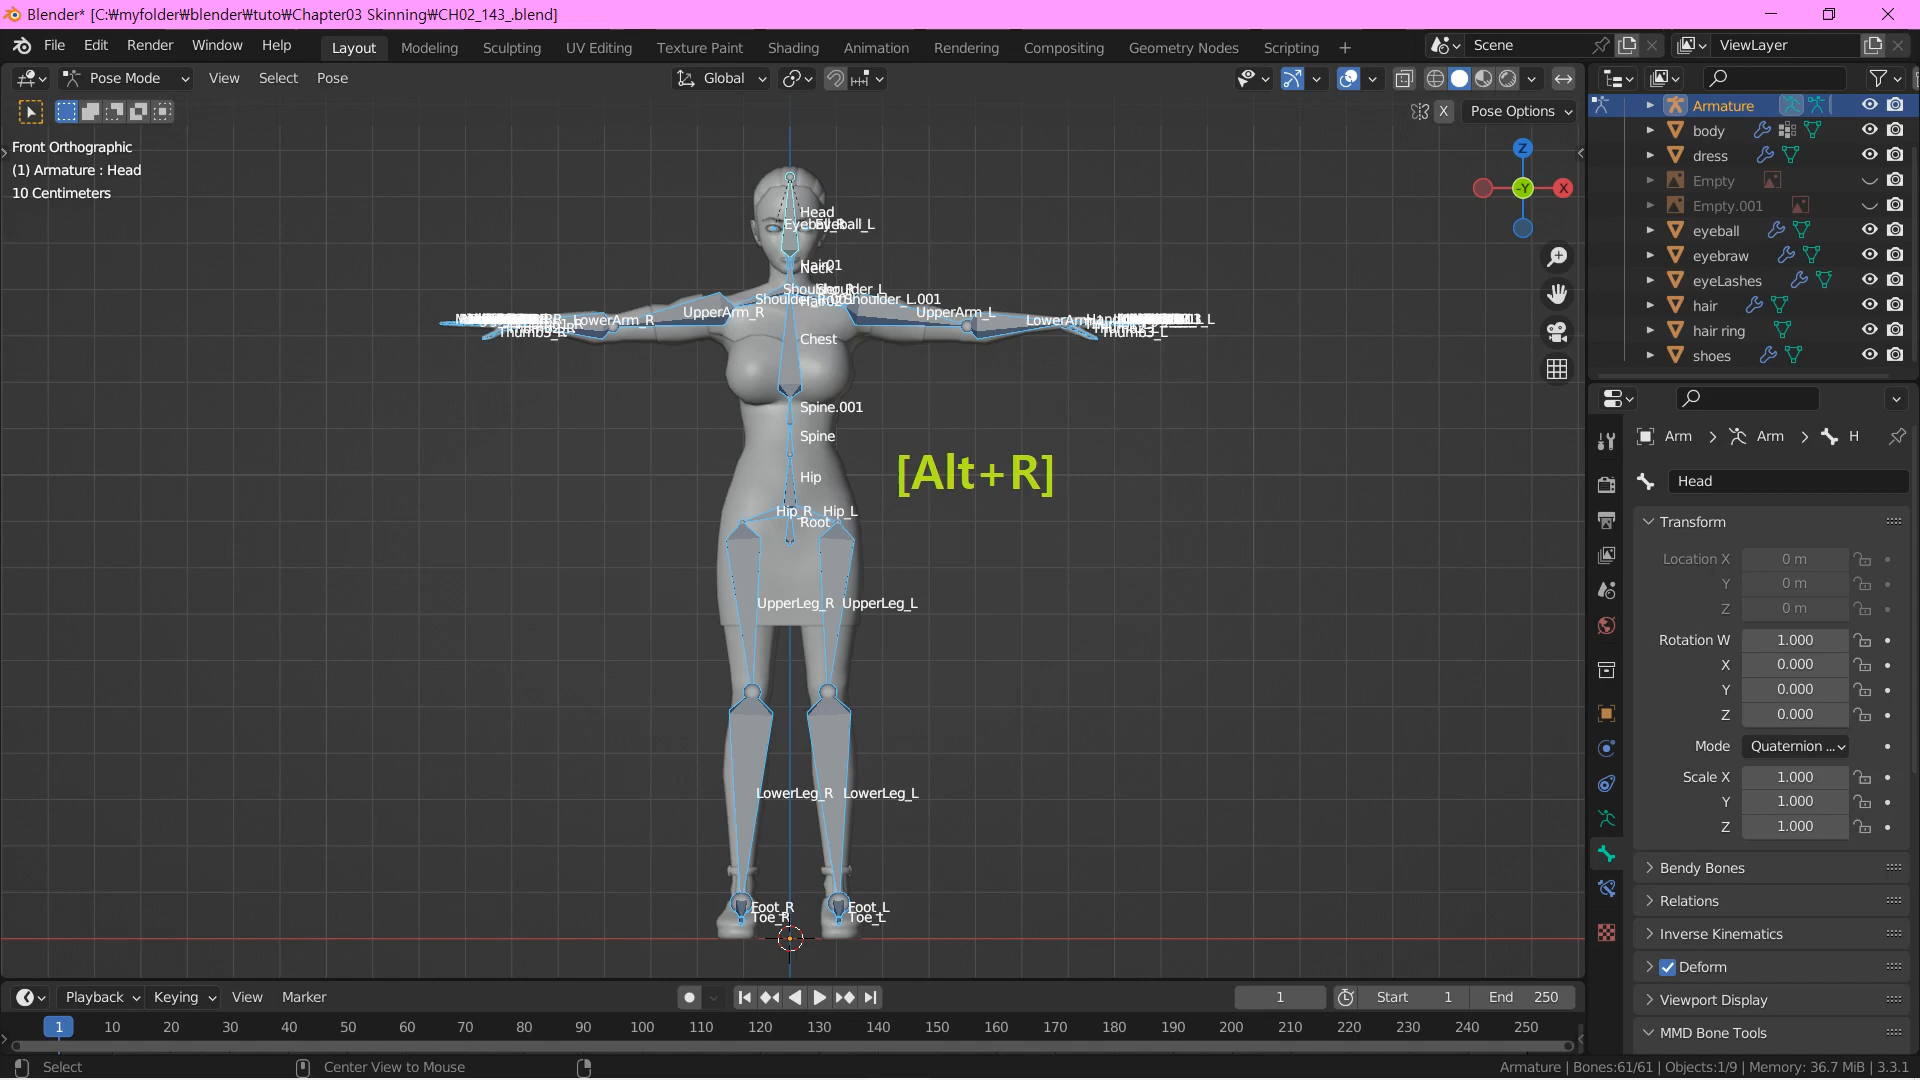 Blender* [C:₩myfolder₩blender₩tuto₩Chapter03 Skinning₩CH02_143_.blend]
File Edit Render Window Help Layout Modeling Sculpting UV Editing Texture Paint Shading Animation Rendering Compositing Geometry Nodes Scripting + Scene ViewLayer
Pose Mode View Select Pose Global
X Pose Options
Front Orthographic
(1) Armature : Head
10 Centimeters
Z
-Y
X
Head
Eyeball_L
Hair01
Neck
Shoulder_L.001
UpperArm_R
UpperArm_L
LowerArm_R
Thumb3_R
Thumb3_L
Chest
Spine.001
Spine
Hip
[Alt+R]
Hip_R Hip_L
Root
UpperLeg_R UpperLeg_L
LowerLeg_R LowerLeg_L
Foot_R Foot_L
Toe_R Toe_L
Armature
body
dress
Empty
Empty.001
eyeball
eyebraw
eyeLashes
hair
hair ring
shoes
Arm > Arm > H
Head
Transform
Location X 0 m
Y 0 m
Z 0 m
Rotation W 1.000
X 0.000
Y 0.000
Z 0.000
Mode Quaternion ...
Scale X 1.000
Y 1.000
Z 1.000
Bendy Bones
Relations
Inverse Kinematics
Deform
Viewport Display
MMD Bone Tools
Playback Keying View Marker 1 Start 1 End 250
1 10 20 30 40 50 60 70 80 90 100 110 120 130 140 150 160 170 180 190 200 210 220 230 240 250
Select Center View to Mouse Armature | Bones:61/61 | Objects:1/9 | Memory: 36.7 MiB | 3.3.1